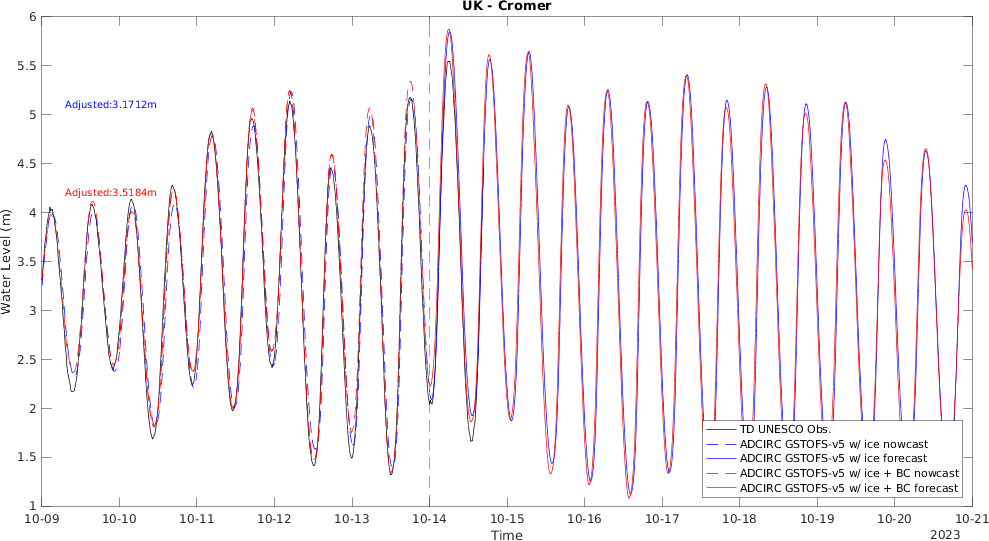 UK - Cromer
6
5.5
5
4.5
4
3.5
3
2.5
2
1.5
1
Water Level (m)
Adjusted:3.1712m
Adjusted:3.5184m
TD UNESCO Obs.
ADCIRC GSTOFS-v5 w/ ice nowcast
ADCIRC GSTOFS-v5 w/ ice forecast
ADCIRC GSTOFS-v5 w/ ice + BC nowcast
ADCIRC GSTOFS-v5 w/ ice + BC forecast
10-09 10-10 10-11 10-12 10-13 10-14 10-15 10-16 10-17 10-18 10-19 10-20 10-21
Time
2023